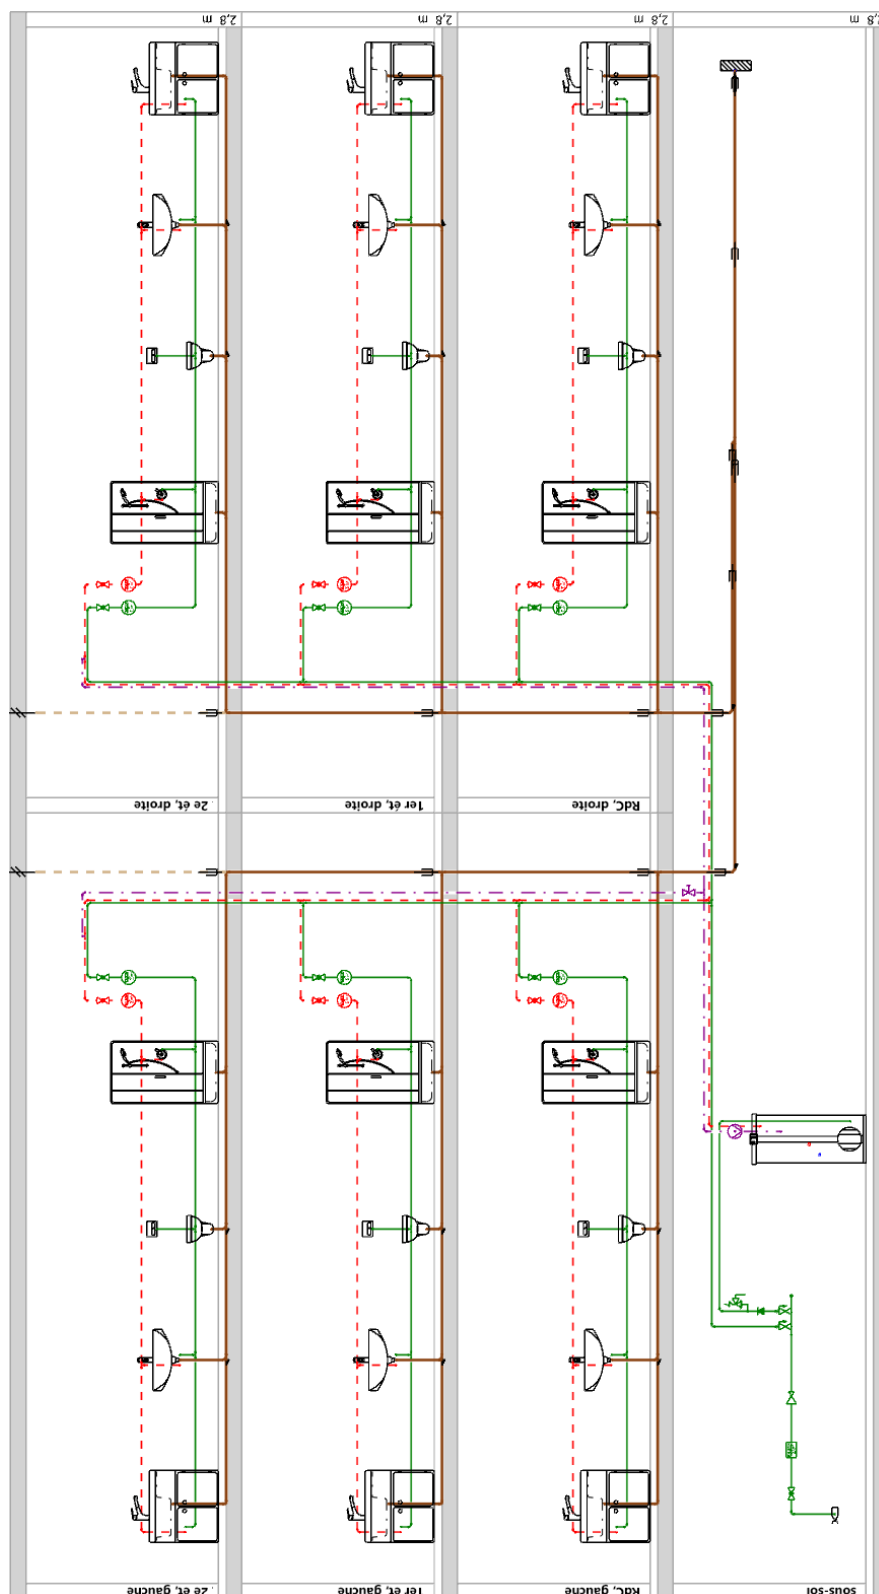 2,8 m
2,8 m
2,8 m
2,8 m
2e ét, droite
1er ét, droite
RdC, droite
2e ét, gauche
1er ét, gauche
RdC, gauche
sous-sol